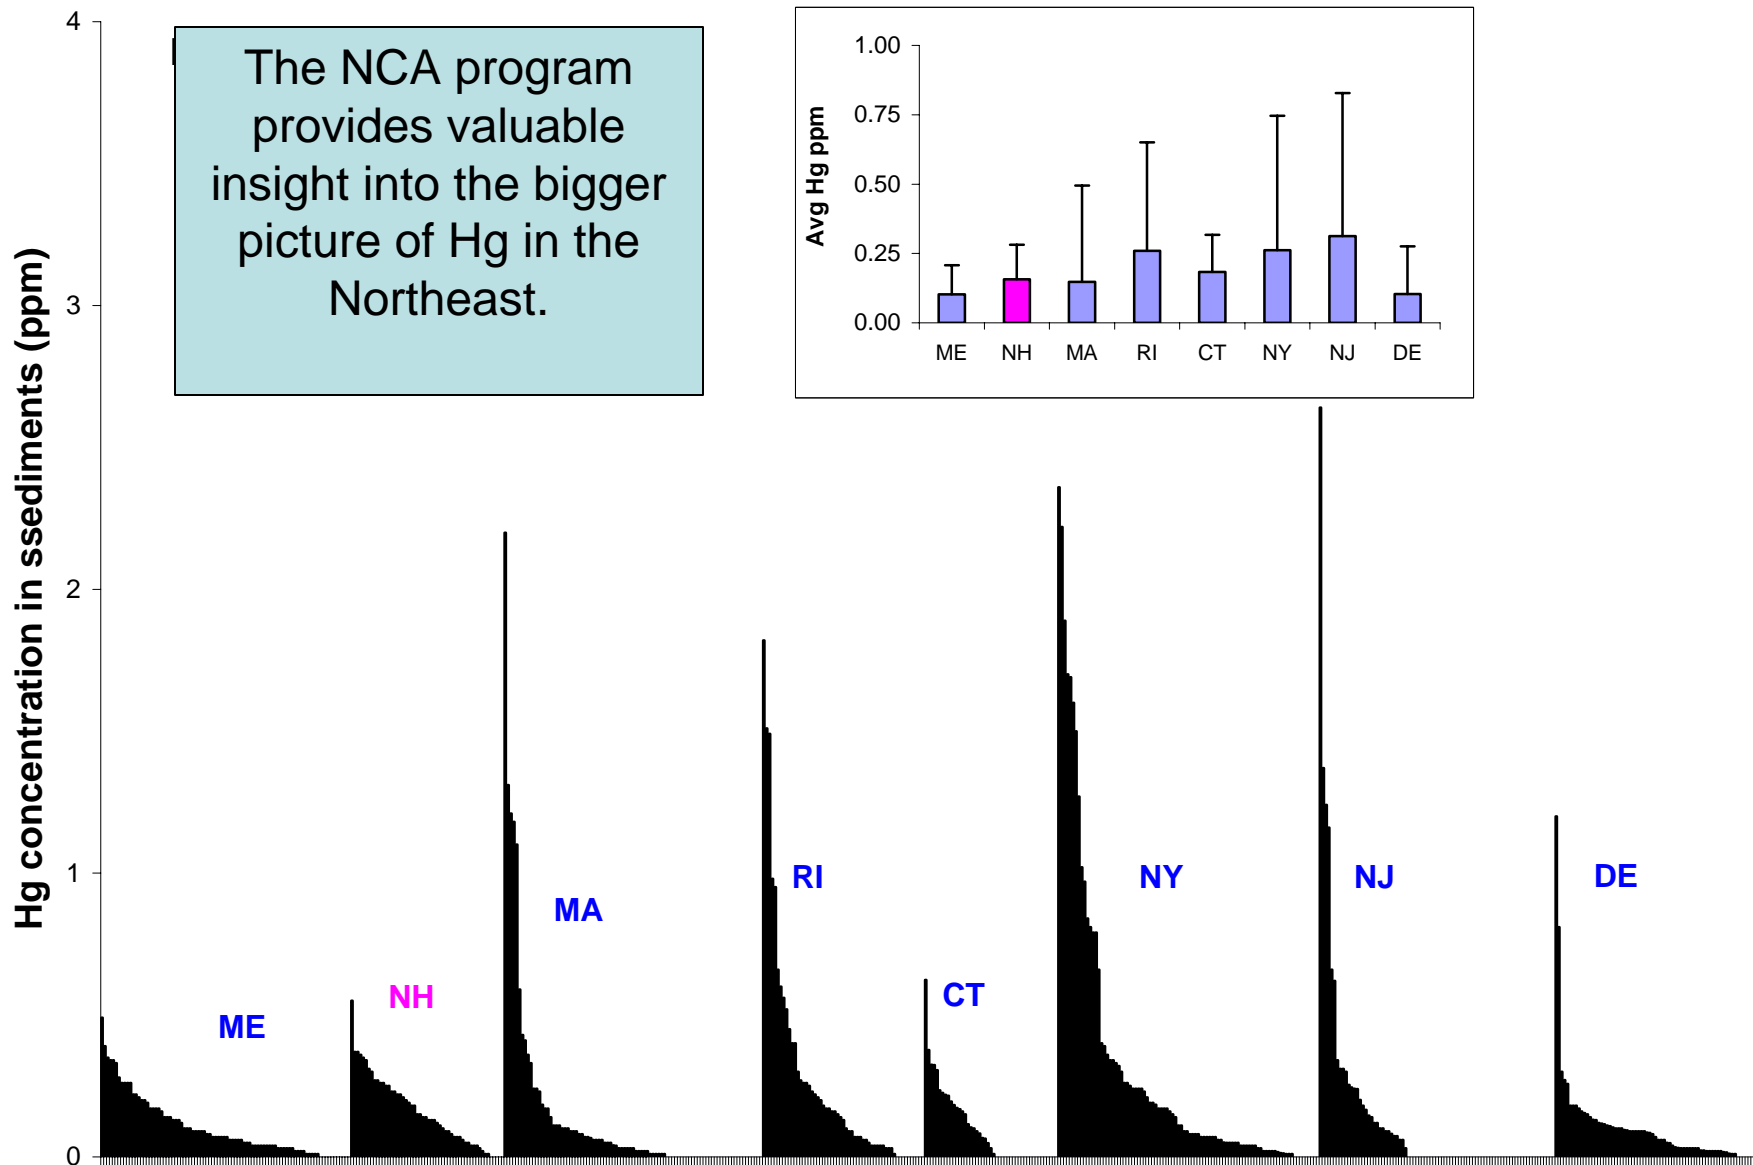 The NCA program
provides valuable
insight into the bigger
picture of Hg in the
Northeast.
Avg Hg ppm
1.00
0.75
0.50
0.25
0.00
ME NH MA RI CT NY NJ DE
Hg concentration in ssediments (ppm)
4
3
2
1
0
ME
NH
MA
RI
CT
NY
NJ
DE